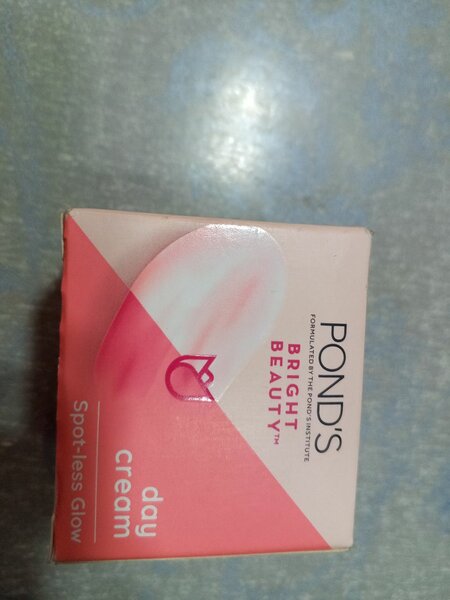 POND'S
FORMULATED BY THE POND'S INSTITUTE
BRIGHT
BEAUTY™
day
cream
Spot-less Glow